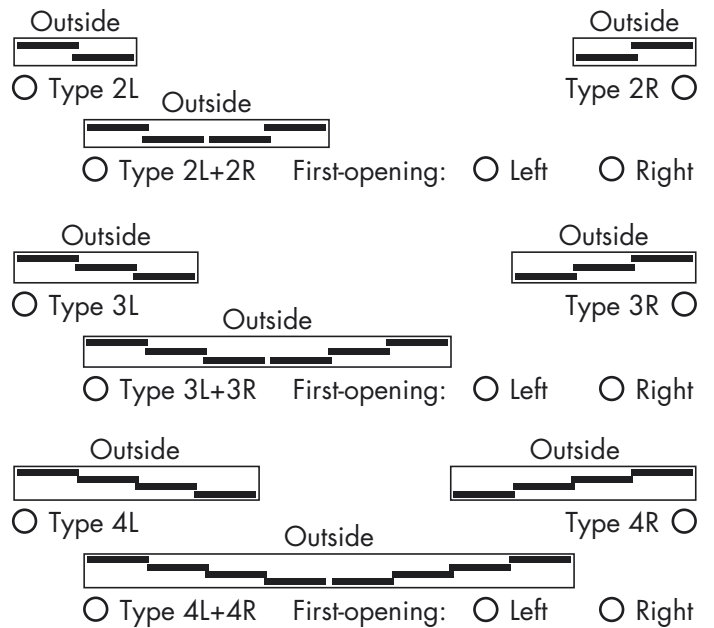 Outside Outside
Type 2L Type 2R
Outside
Type 2L+2R First-opening: Left Right
Outside Outside
Type 3L Type 3R
Outside
Type 3L+3R First-opening: Left Right
Outside Outside
Type 4L Type 4R
Outside
Type 4L+4R First-opening: Left Right